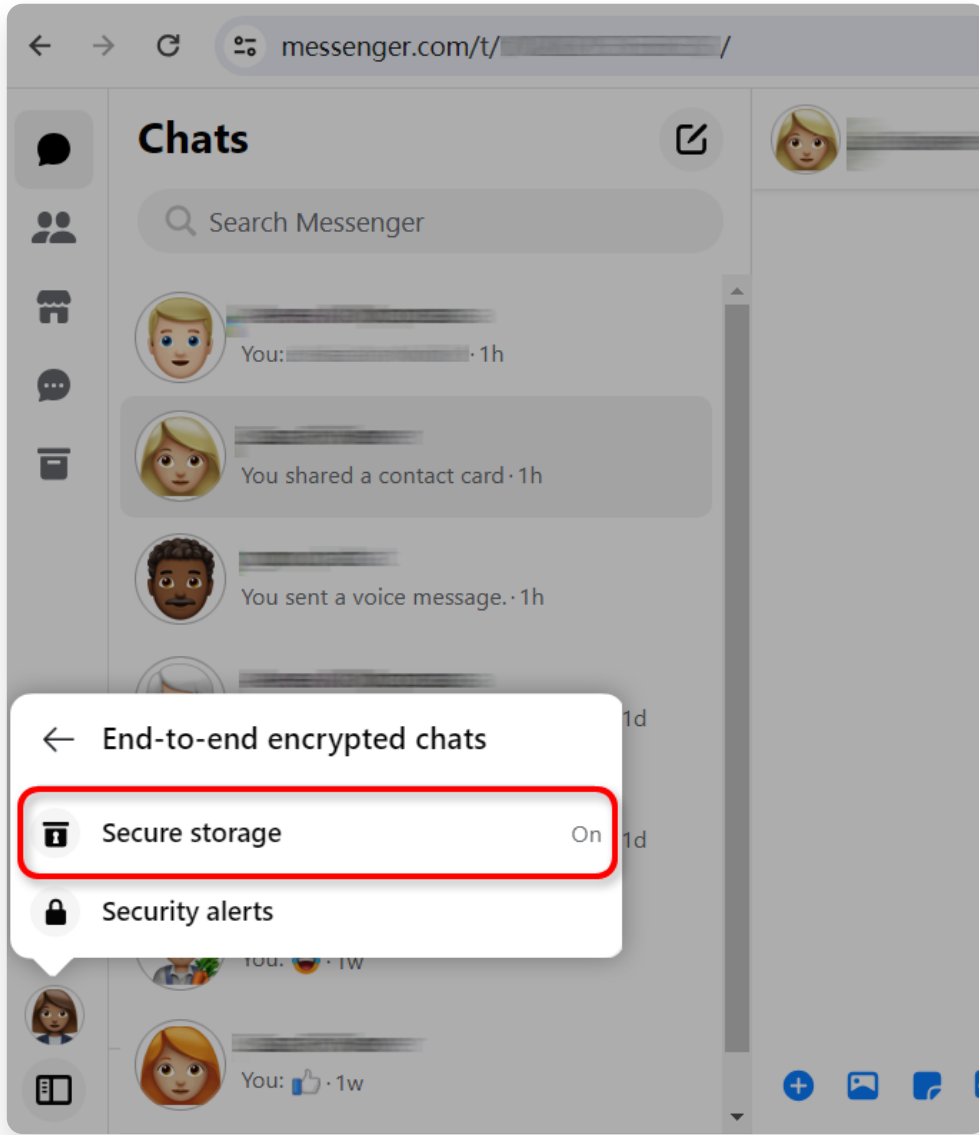 messenger.com/t/ /
Chats
Search Messenger
You: · 1h
You shared a contact card · 1h
You sent a voice message. · 1h
1d
End-to-end encrypted chats
Secure storage On
1d
Security alerts
You: 😂 · 1w
You: 👍 · 1w